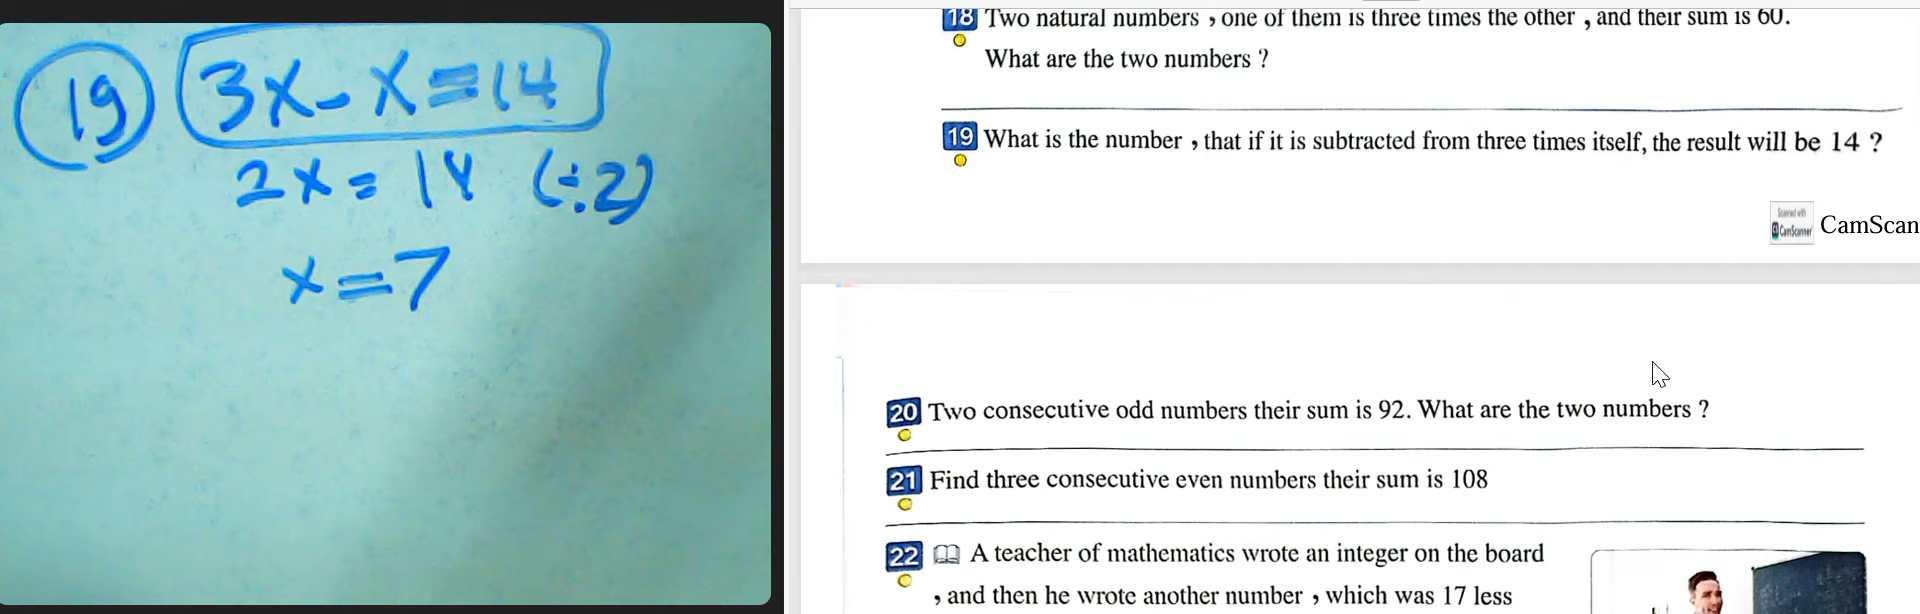 19 3x - x = 14
2x = 14 (÷2)
x = 7
18 Two natural numbers , one of them is three times the other , and their sum is 60.
What are the two numbers ?
19 What is the number , that if it is subtracted from three times itself, the result will be 14 ?
Scanned with
CS CamScanner
CamScan
20 Two consecutive odd numbers their sum is 92. What are the two numbers ?
21 Find three consecutive even numbers their sum is 108
22 A teacher of mathematics wrote an integer on the board
, and then he wrote another number , which was 17 less